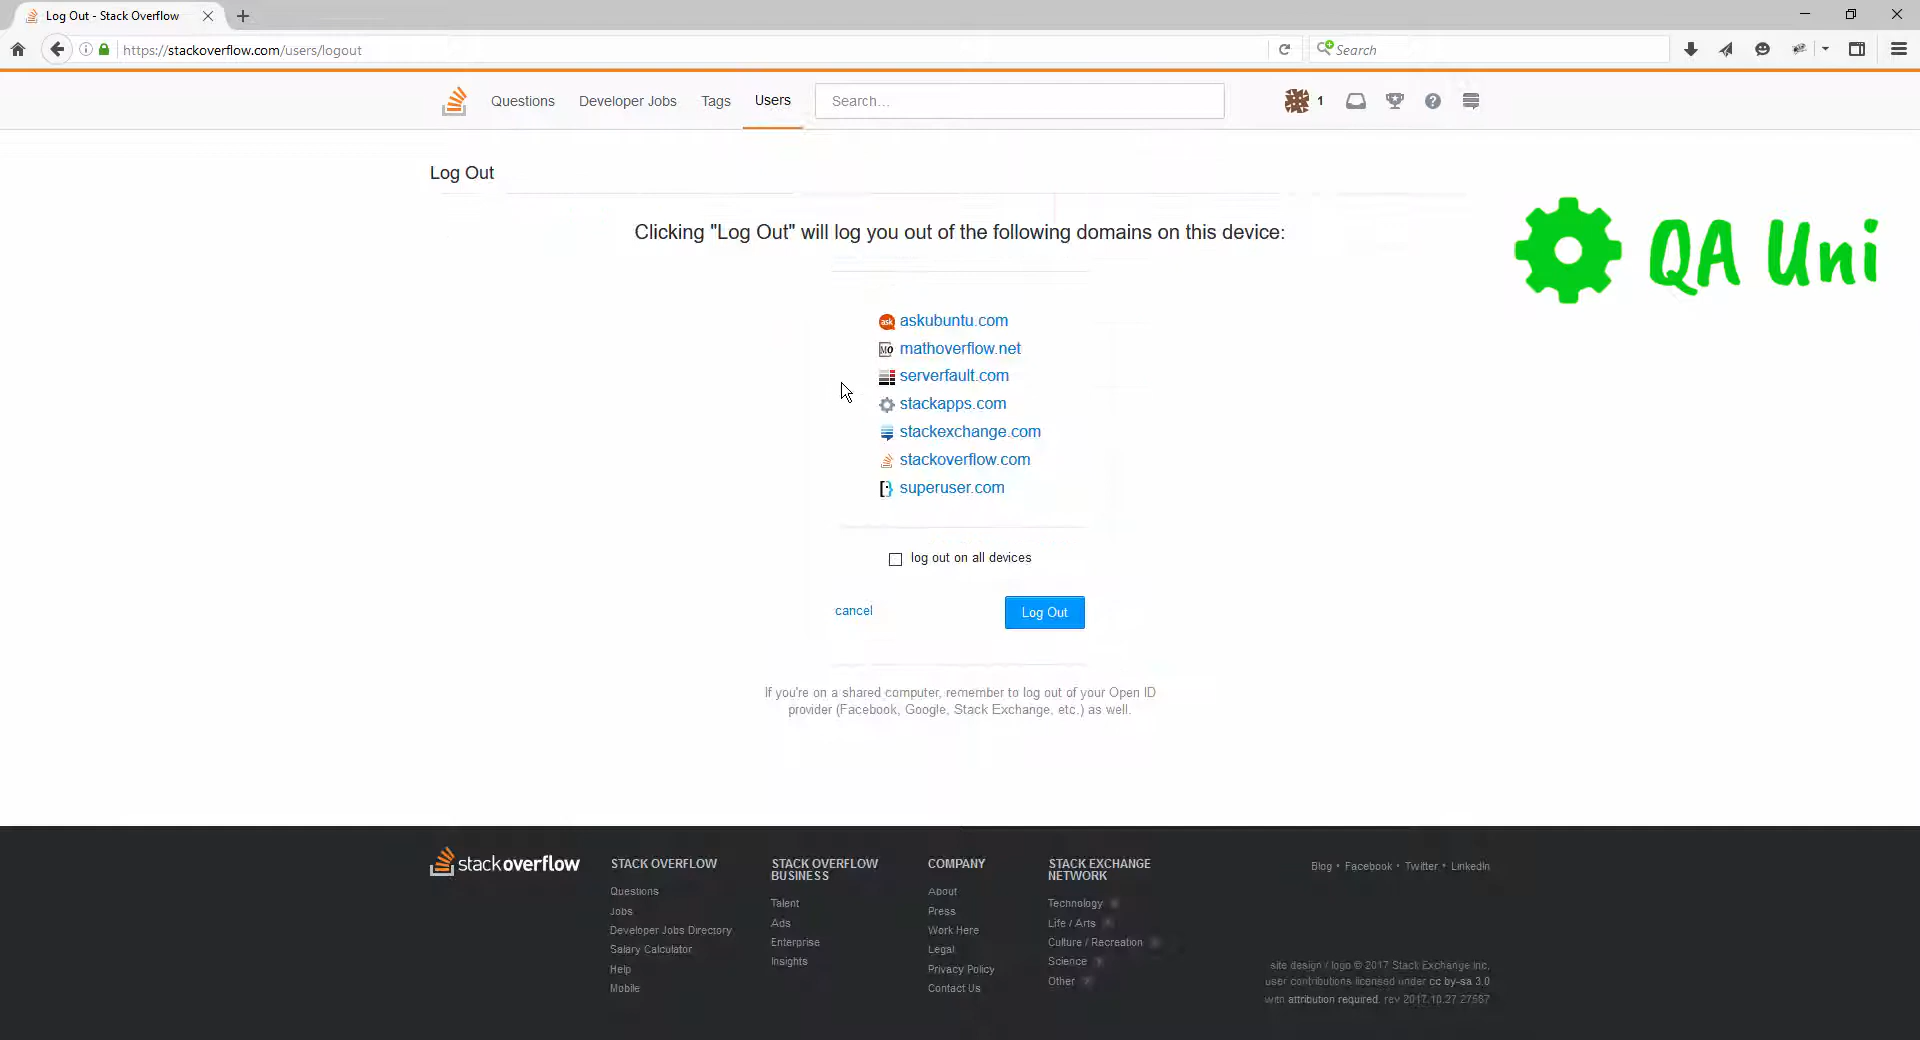 Log Out - Stack Overflow
https://stackoverflow.com/users/logout
Search
Questions
Developer Jobs
Tags
Users
Search…
1
Log Out
Clicking "Log Out" will log you out of the following domains on this device:
QA Uni
askubuntu.com
mathoverflow.net
serverfault.com
stackapps.com
stackexchange.com
stackoverflow.com
superuser.com
log out on all devices
cancel
Log Out
If you're on a shared computer, remember to log out of your Open ID
provider (Facebook, Google, Stack Exchange, etc.) as well.
stackoverflow
STACK OVERFLOW
Questions
Jobs
Developer Jobs Directory
Salary Calculator
Help
Mobile
STACK OVERFLOW
BUSINESS
Talent
Ads
Enterprise
Insights
COMPANY
About
Press
Work Here
Legal
Privacy Policy
Contact Us
STACK EXCHANGE
NETWORK
Technology
Life / Arts
Culture / Recreation
Science
Other
Blog • Facebook • Twitter • LinkedIn
site design / logo © 2017 Stack Exchange Inc;
user contributions licensed under cc by-sa 3.0
with attribution required. rev 2017.10.27.27567